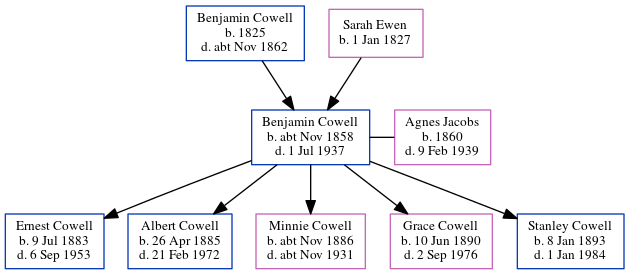 Benjamin Cowell
b. 1825
d. abt Nov 1862
Sarah Ewen
b. 1 Jan 1827
Benjamin Cowell
b. abt Nov 1858
d. 1 Jul 1937
Agnes Jacobs
b. 1860
d. 9 Feb 1939
Ernest Cowell
b. 9 Jul 1883
d. 6 Sep 1953
Albert Cowell
b. 26 Apr 1885
d. 21 Feb 1972
Minnie Cowell
b. abt Nov 1886
d. abt Nov 1931
Grace Cowell
b. 10 Jun 1890
d. 2 Sep 1976
Stanley Cowell
b. 8 Jan 1893
d. 1 Jan 1984